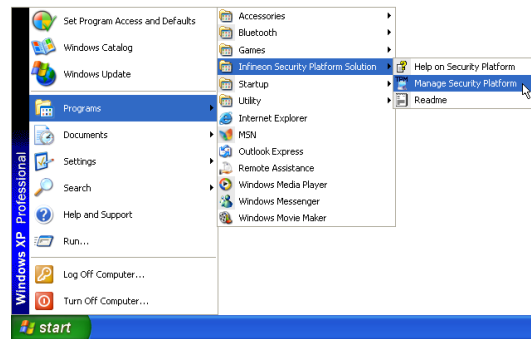 Set Program Access and Defaults
Windows Catalog
Windows Update
Programs
Documents
Settings
Search
Help and Support
Run...
Log Off Computer...
Turn Off Computer...
Windows XP Professional
start
Accessories
Bluetooth
Games
Infineon Security Platform Solution
Startup
Utility
Internet Explorer
MSN
Outlook Express
Remote Assistance
Windows Media Player
Windows Messenger
Windows Movie Maker
Help on Security Platform
TPM
Manage Security Platform
Readme